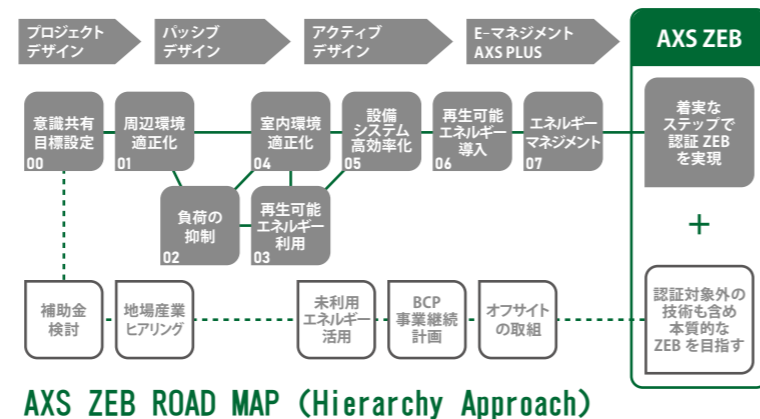 プロジェクト
デザイン
パッシブ
デザイン
アクティブ
デザイン
E-マネジメント
AXS PLUS
AXS ZEB
意識共有
目標設定
00
周辺環境
適正化
01
室内環境
適正化
04
設備
システム
高効率化
05
再生可能
エネルギー
導入
06
エネルギー
マネジメント
07
着実な
ステップで
認証 ZEB
を実現
負荷の
抑制
02
再生可能
エネルギー
利用
03
+
補助金
検討
地場産業
ヒアリング
未利用
エネルギー
活用
BCP
事業継続
計画
オフサイト
の取組
認証対象外の
技術も含め
本質的な
ZEB を目指す
AXS ZEB ROAD MAP (Hierarchy Approach)